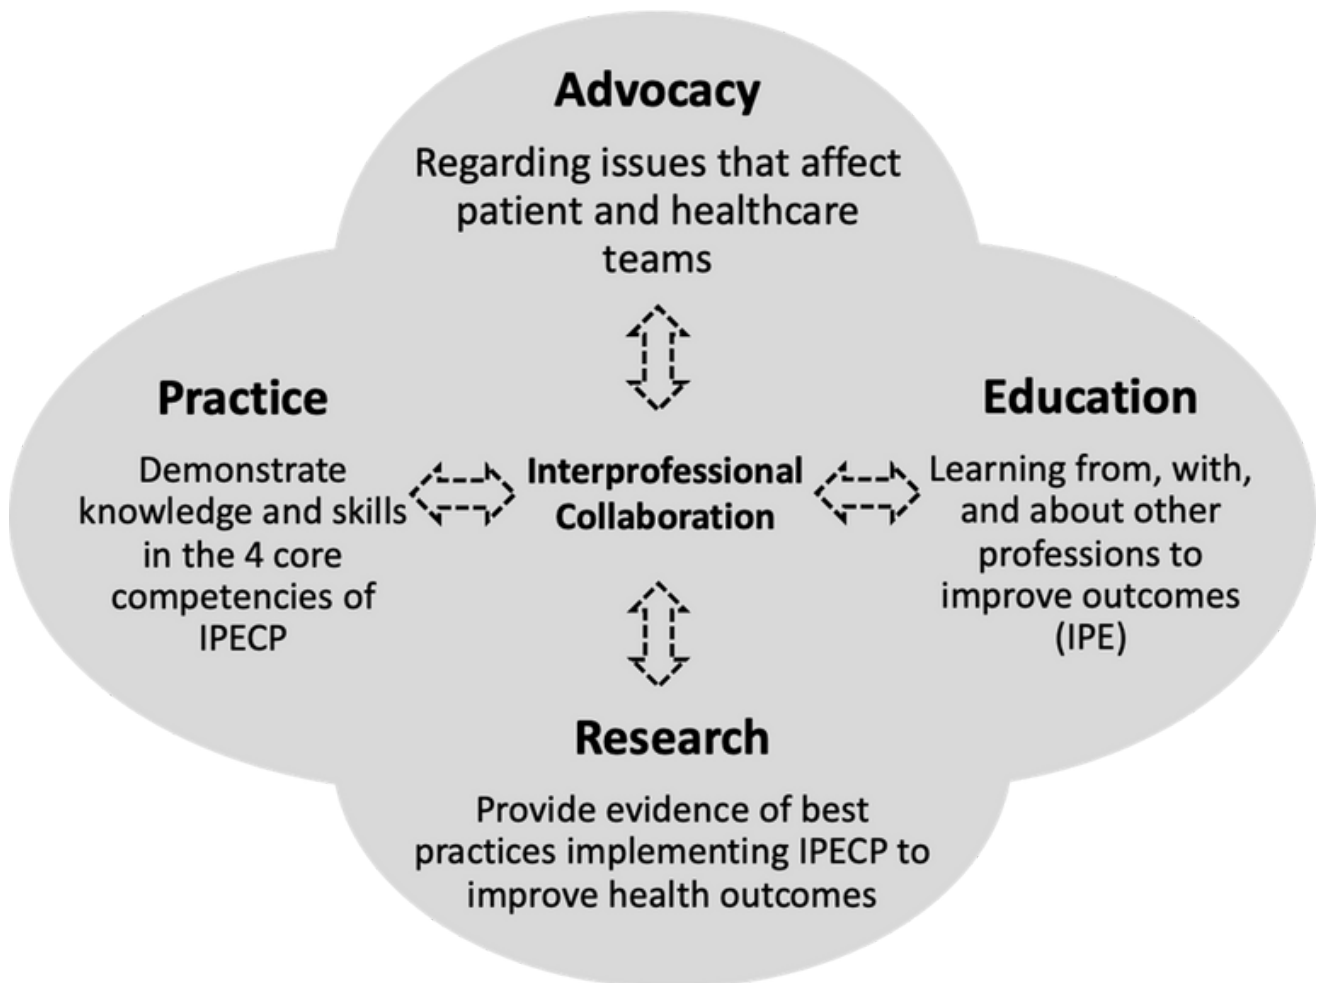 Advocacy
Regarding issues that affect
patient and healthcare
teams
Practice
Demonstrate
knowledge and skills
in the 4 core
competencies of
IPECP
Interprofessional
Collaboration
Education
Learning from, with,
and about other
professions to
improve outcomes
(IPE)
Research
Provide evidence of best
practices implementing IPECP to
improve health outcomes